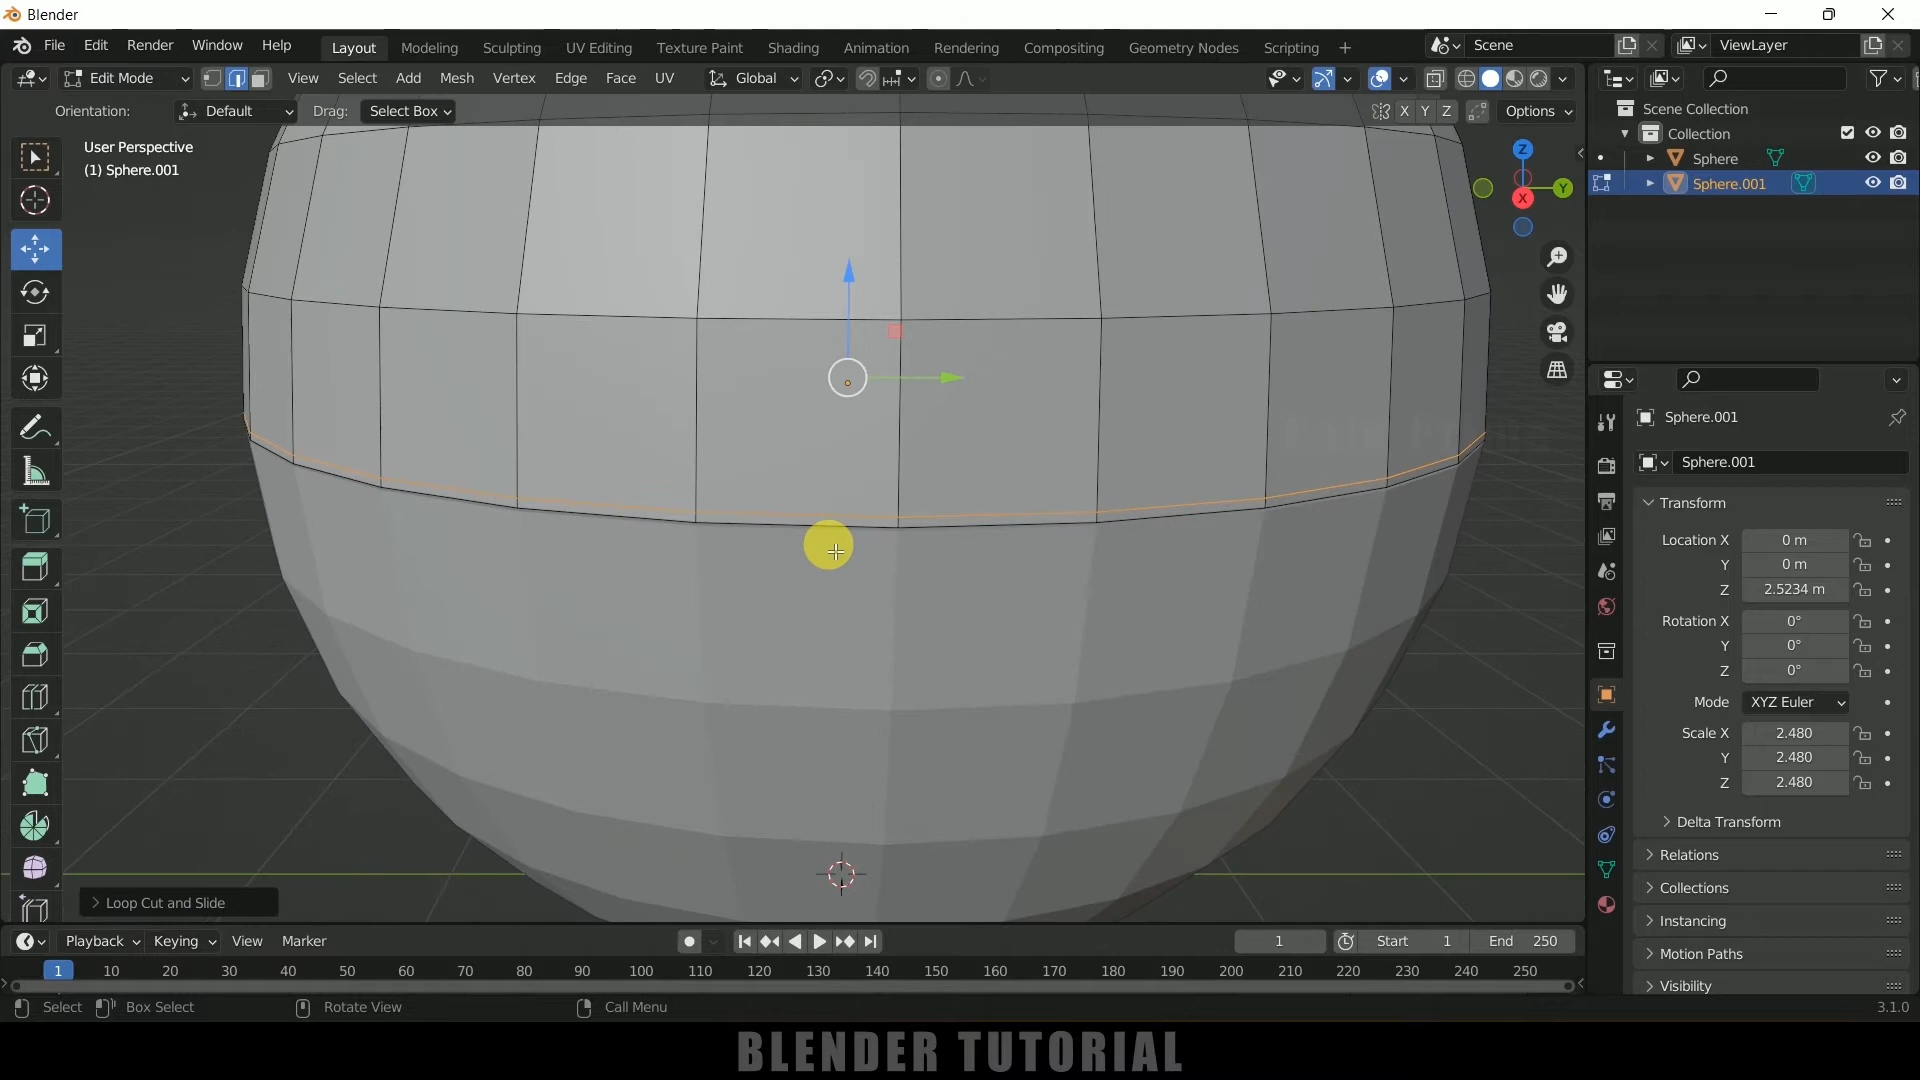 Blender
File Edit Render Window Help Layout Modeling Sculpting UV Editing Texture Paint Shading Animation Rendering Compositing Geometry Nodes Scripting + Scene ViewLayer
Edit Mode View Select Add Mesh Vertex Edge Face UV Global
Orientation: Default Drag: Select Box X Y Z Options
User Perspective
(1) Sphere.001
Z
Y
X
Scene Collection
Collection
Sphere
Sphere.001
Sphere.001
Sphere.001
Transform
Location X 0 m
Y 0 m
Z 2.5234 m
Rotation X 0°
Y 0°
Z 0°
Mode XYZ Euler
Scale X 2.480
Y 2.480
Z 2.480
Delta Transform
Relations
Collections
Instancing
Motion Paths
Visibility
Loop Cut and Slide
Playback Keying View Marker 1 Start 1 End 250
1 10 20 30 40 50 60 70 80 90 100 110 120 130 140 150 160 170 180 190 200 210 220 230 240 250
Select Box Select Rotate View Call Menu 3.1.0
BLENDER TUTORIAL